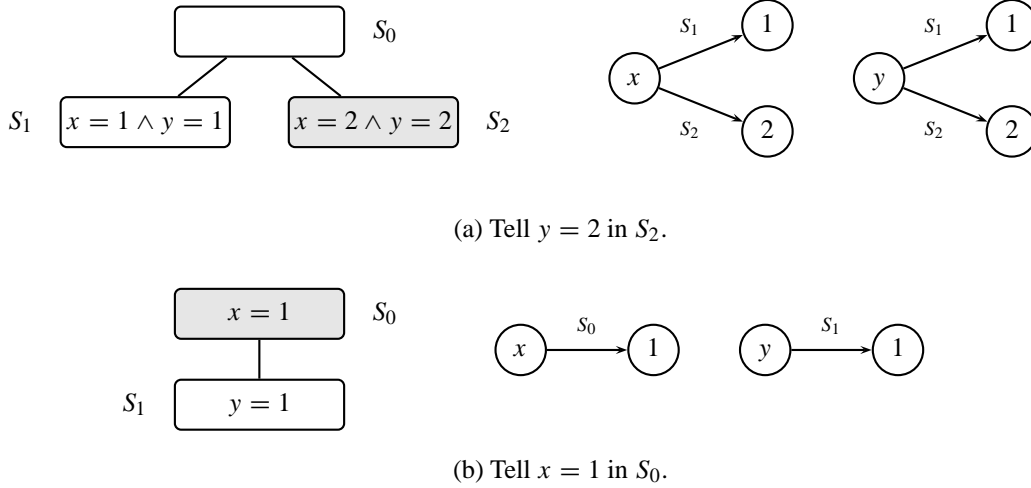 S₀
S₁ x = 1 ∧ y = 1 x = 2 ∧ y = 2 S₂
x S₁ 1 S₂ 2
y S₁ 1 S₂ 2
(a) Tell y = 2 in S₂.
x = 1 S₀
S₁ y = 1
x S₀ 1
y S₁ 1
(b) Tell x = 1 in S₀.